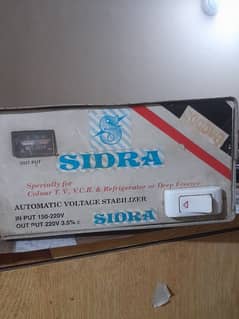 OUT PUT
SIDRA
Specially for
Colour T. V., V.C.R. & Refrigerator or Deep Freezer.
AUTOMATIC VOLTAGE STABILIZER
IN PUT 150-220V
OUT PUT 220V 3.5% ±
SIDRA